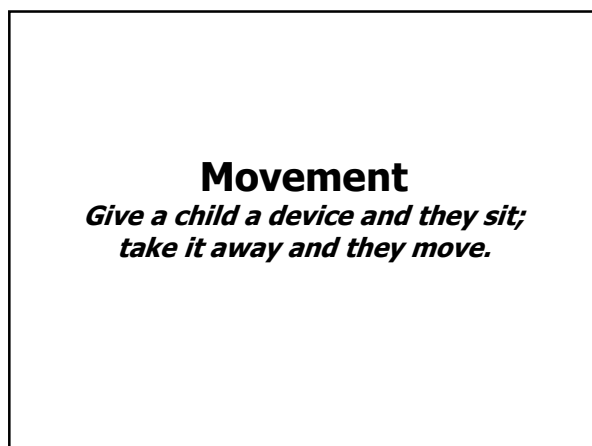 Movement
Give a child a device and they sit;
take it away and they move.